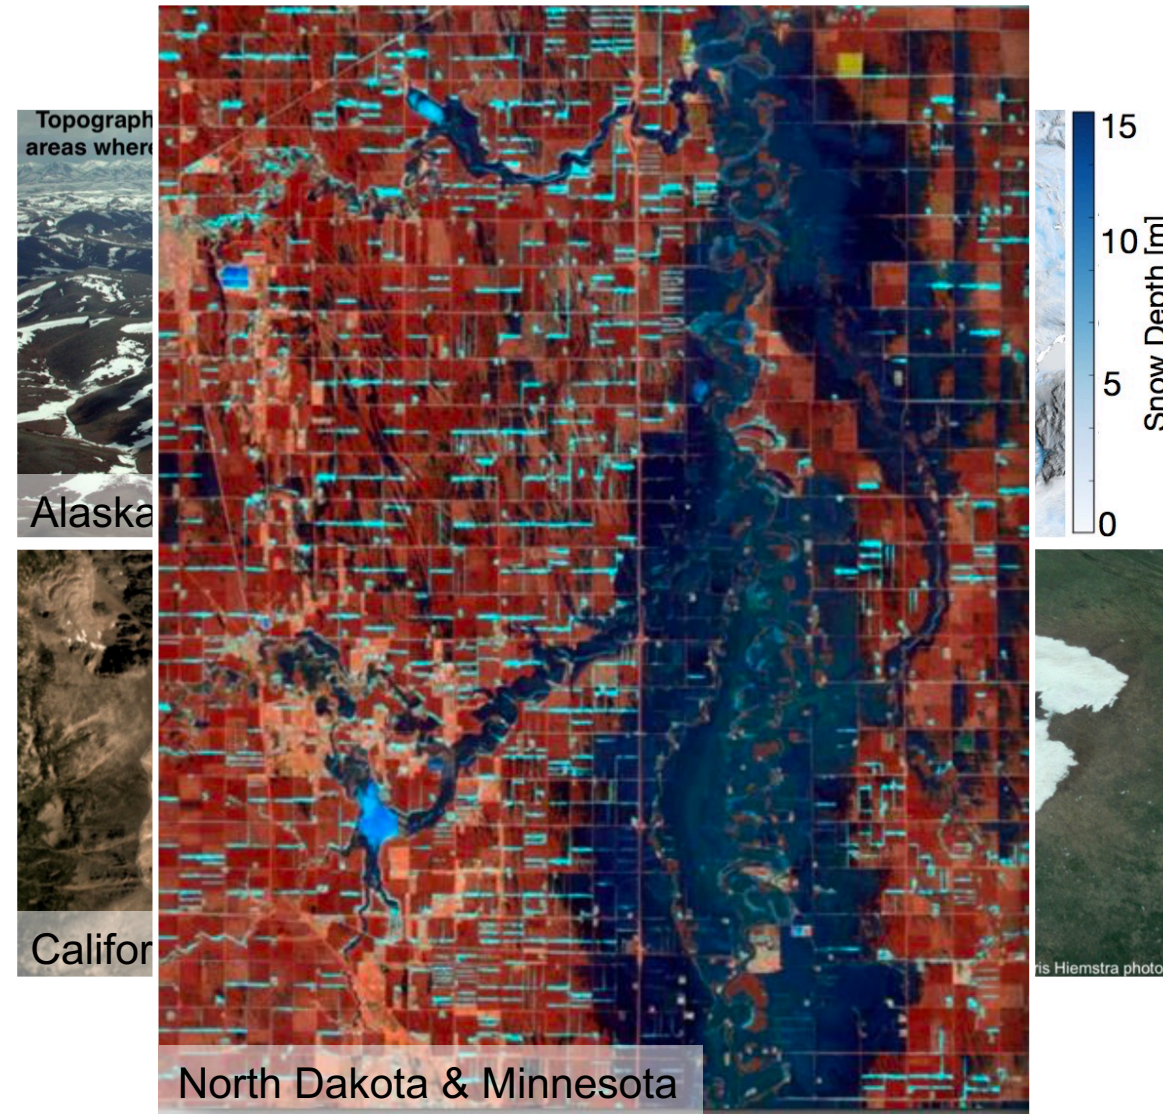 Topograph
areas where
Alaska
15
10
5
0
Snow Depth [m]
Califor
ris Hiemstra photo
North Dakota & Minnesota